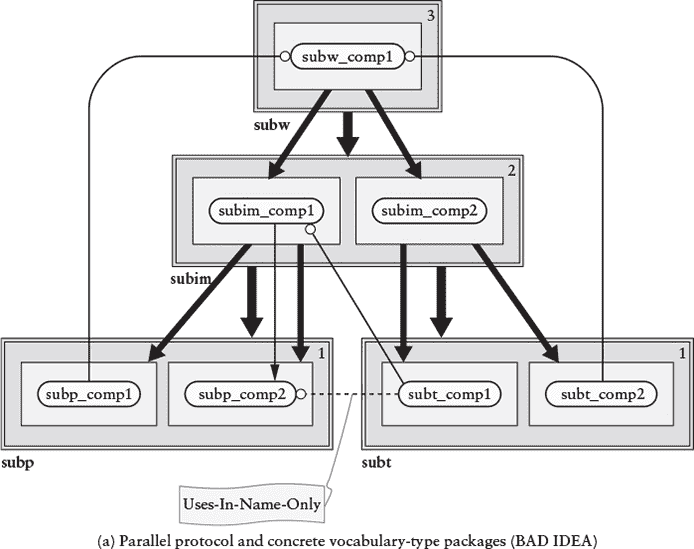 3
subw_comp1
subw
2
subim_comp1
subim_comp2
subim
1
1
subp_comp1
subp_comp2
subt_comp1
subt_comp2
subp
subt
Uses-In-Name-Only
(a) Parallel protocol and concrete vocabulary-type packages (BAD IDEA)